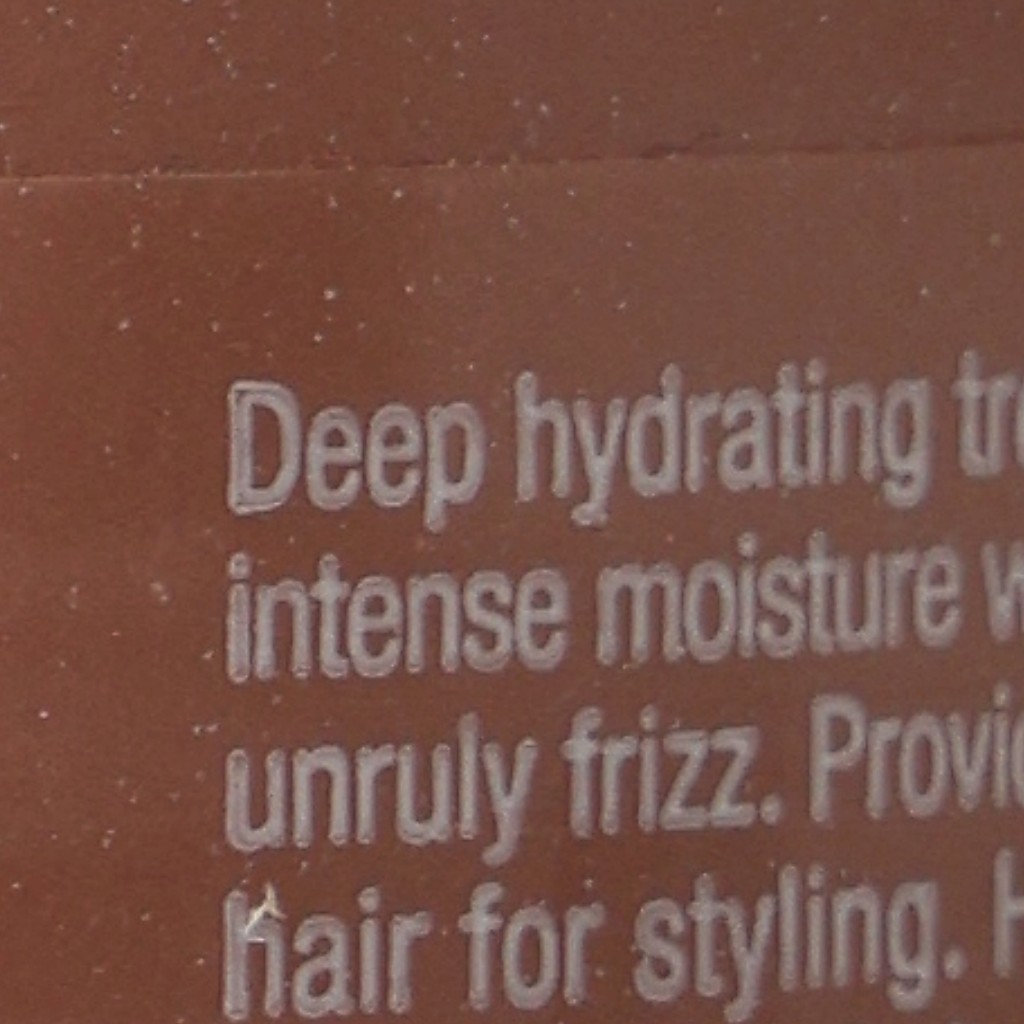 Deep hydrating
intense moisture
unruly frizz.
hair for styling.